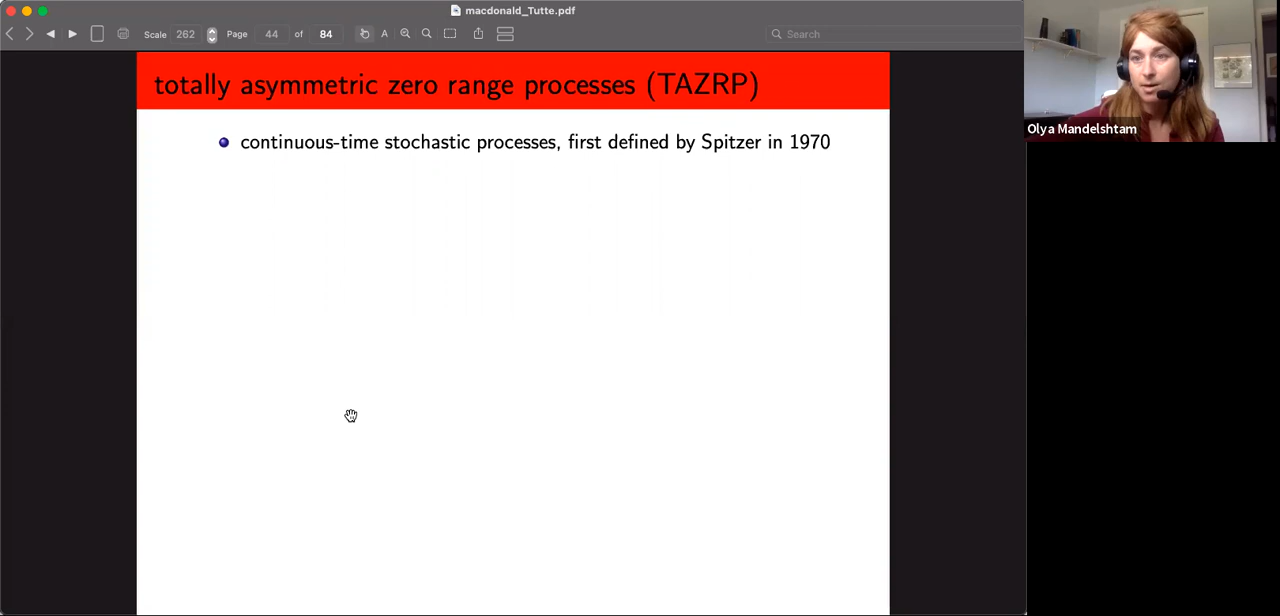 macdonald_Tutte.pdf
Scale 262 Page 44 of 84 A Search
totally asymmetric zero range processes (TAZRP)
continuous-time stochastic processes, first defined by Spitzer in 1970
Olya Mandelshtam